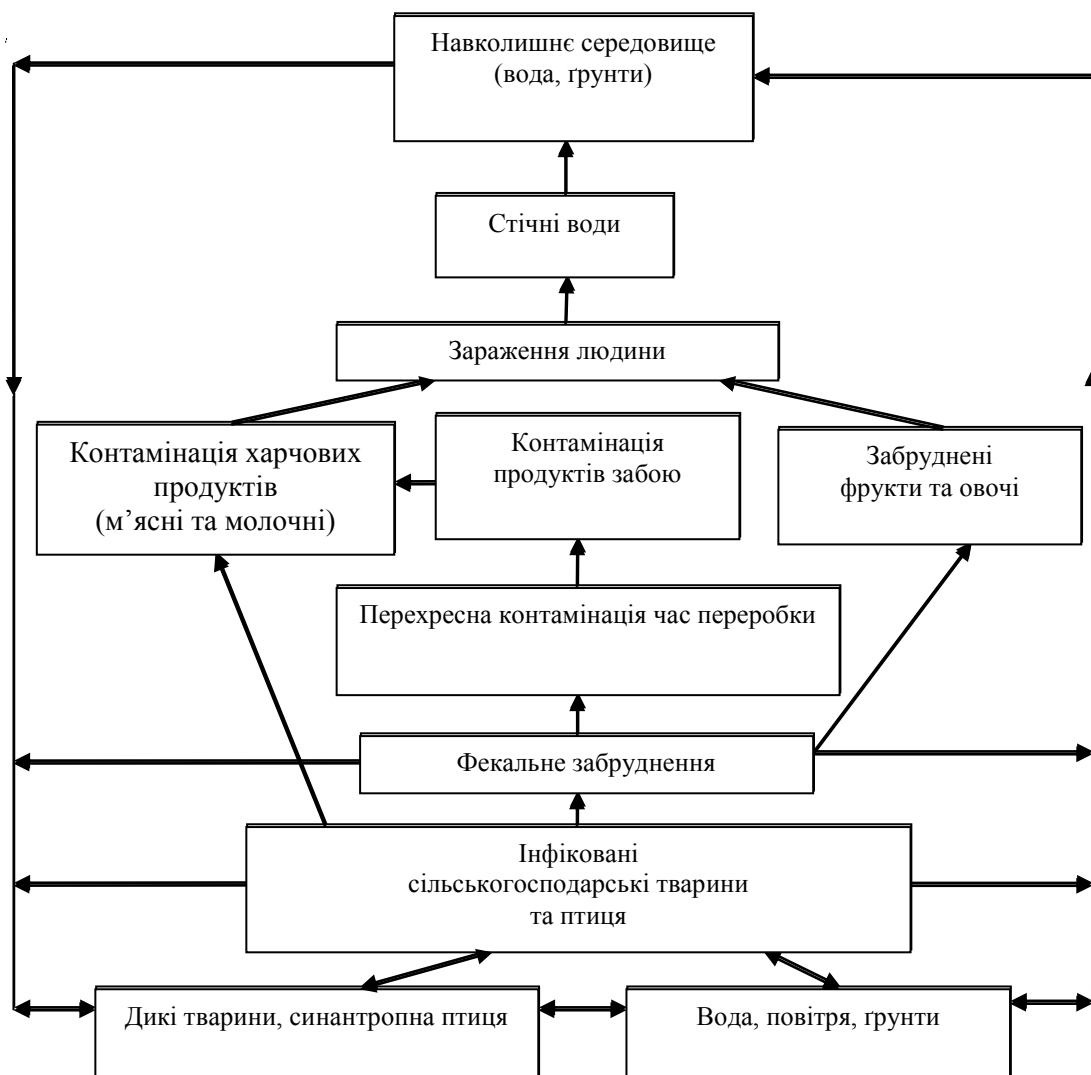 Навколишнє середовище
(вода, ґрунти)
Стічні води
Зараження людини
Контамінація харчових
продуктів
(м’ясні та молочні)
Контамінація
продуктів забою
Забруднені
фрукти та овочі
Перехресна контамінація час переробки
Фекальне забруднення
Інфіковані
сільськогосподарські тварини
та птиця
Дикі тварини, синантропна птиця
Вода, повітря, ґрунти